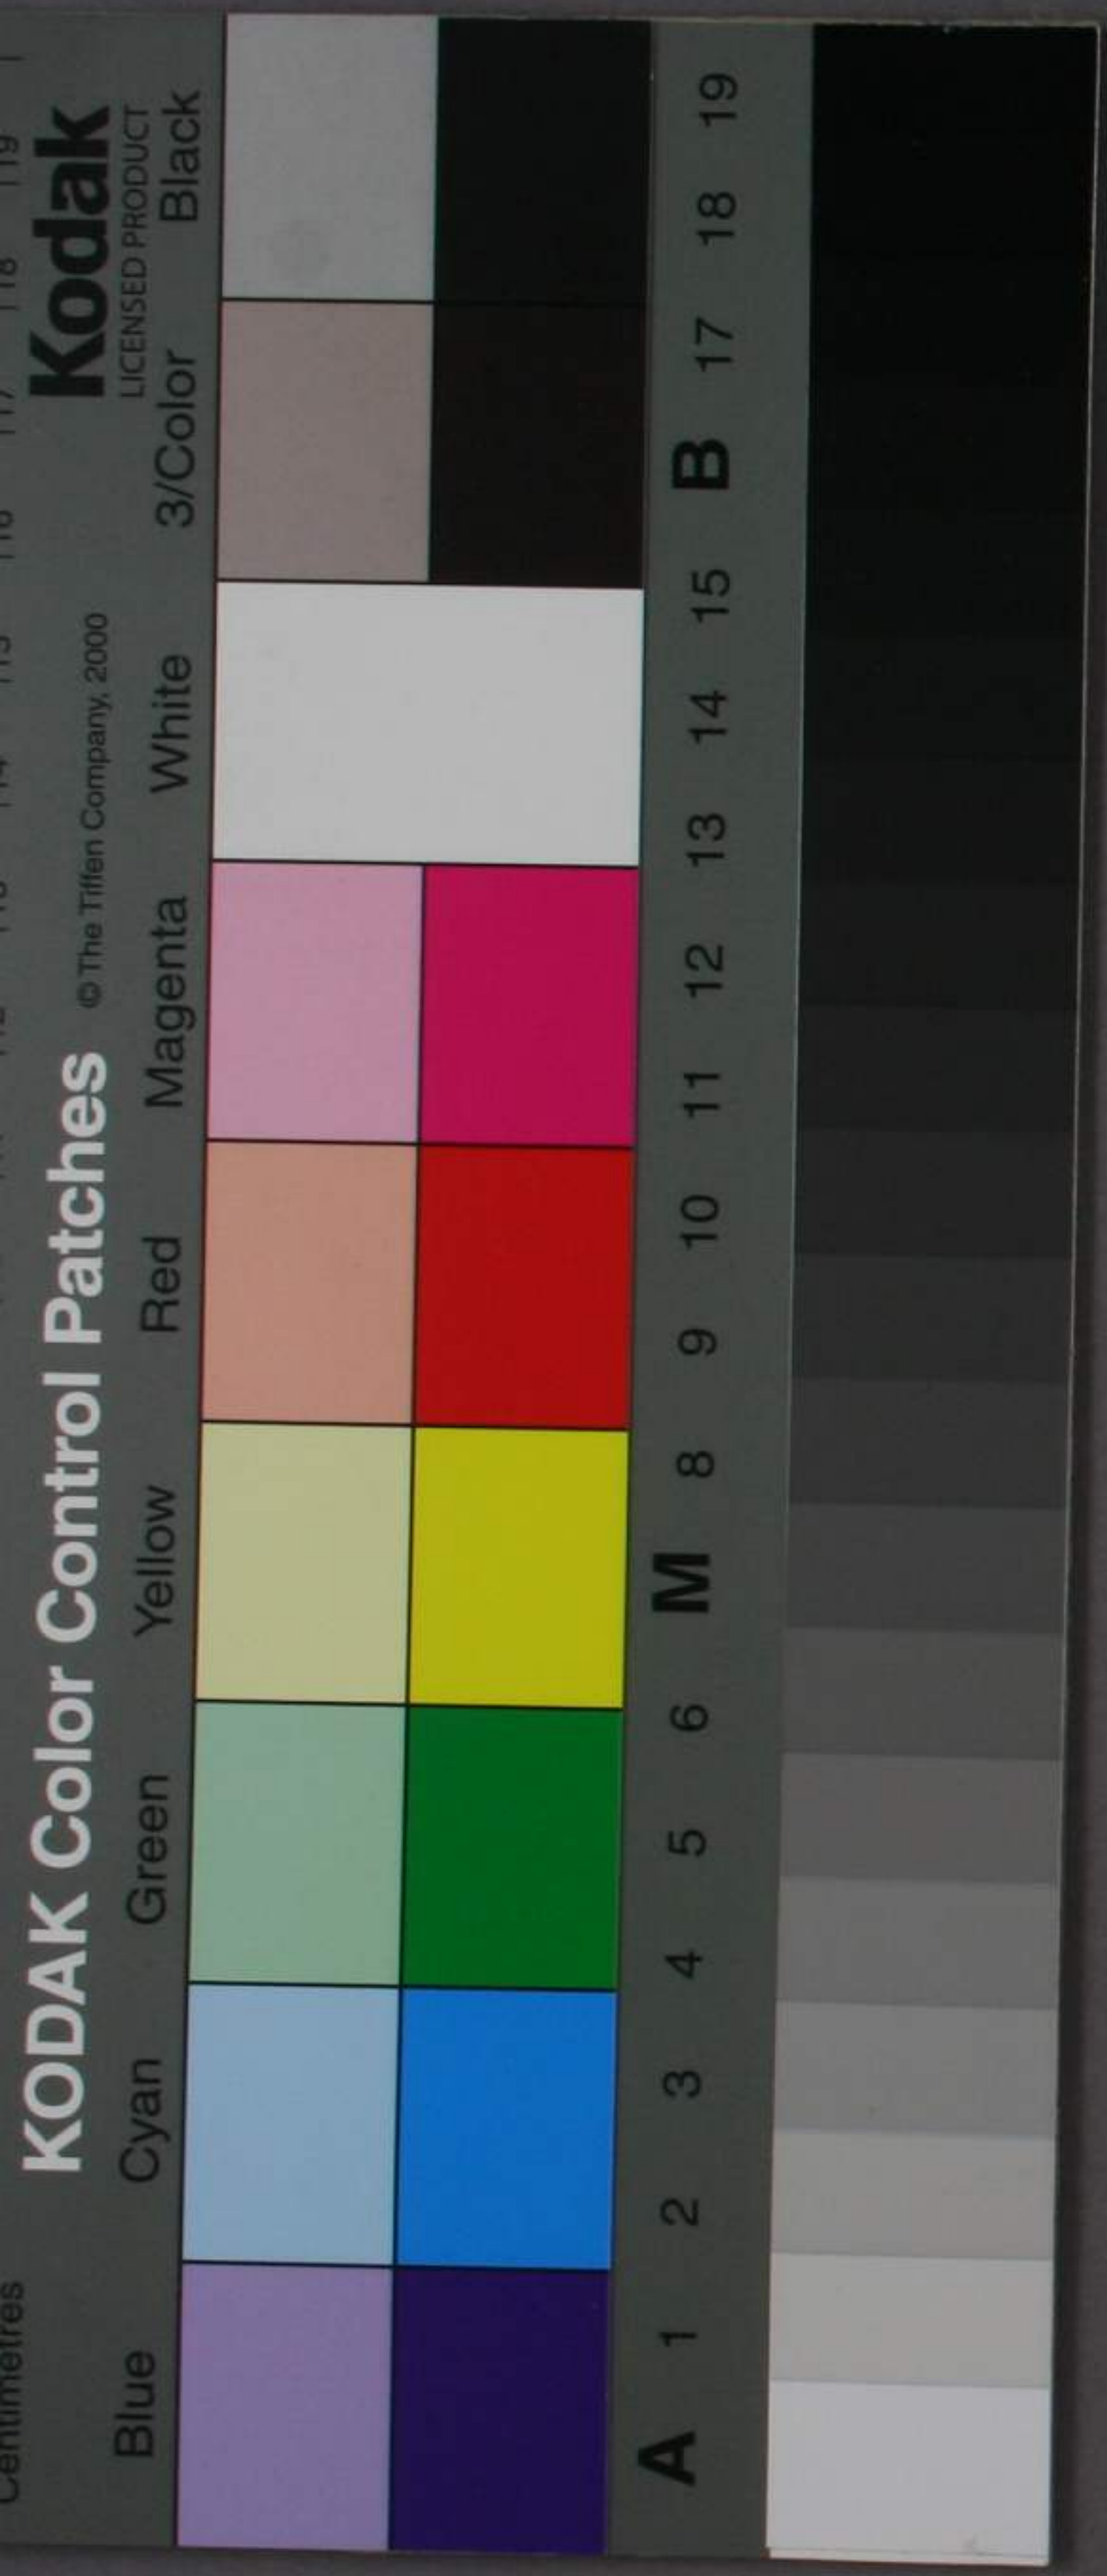 Centimetres
KODAK Color Control Patches © The Tiffen Company, 2000 Kodak
LICENSED PRODUCT
Blue Cyan Green Yellow Red Magenta White 3/Color Black
A 1 2 3 4 5 6 M 8 9 10 11 12 13 14 15 B 17 18 19